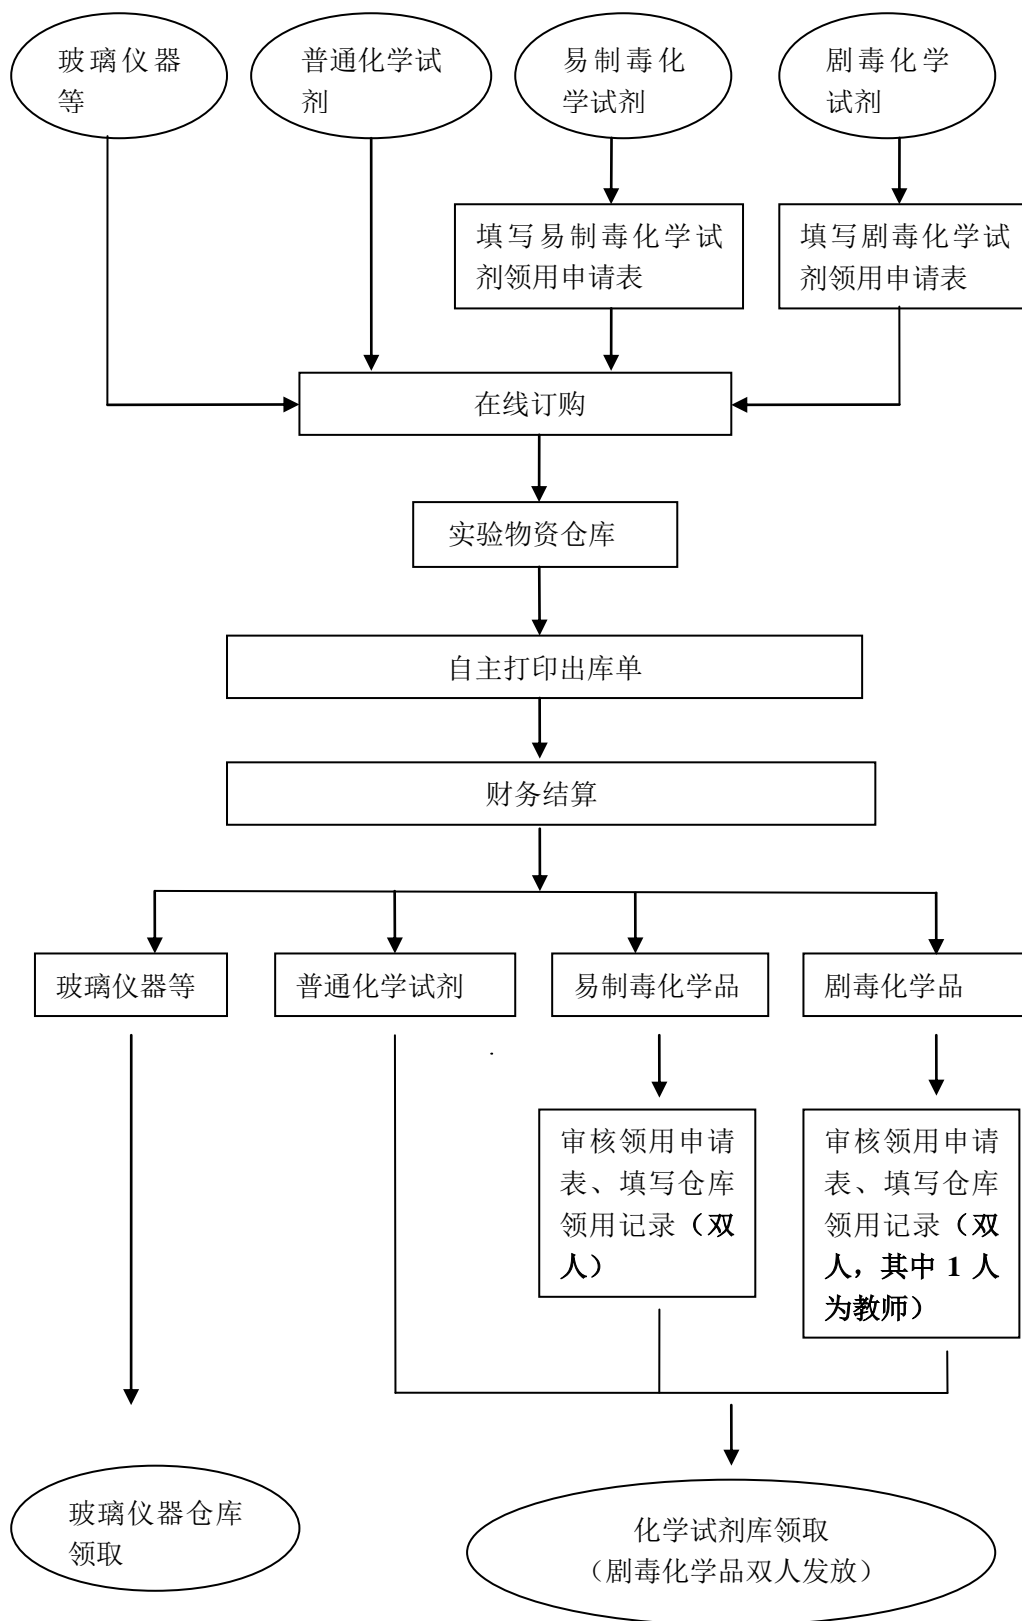 玻璃仪器
等
普通化学试
剂
易制毒化
学试剂
剧毒化学
试剂
填写易制毒化学试
剂领用申请表
填写剧毒化学试
剂领用申请表
在线订购
实验物资仓库
自主打印出库单
财务结算
玻璃仪器等
普通化学试剂
易制毒化学品
剧毒化学品
审核领用申请
表、填写仓库
领用记录（双
人）
审核领用申请
表、填写仓库
领用记录（双
人，其中 1 人
为教师）
玻璃仪器仓库
领取
化学试剂库领取
（剧毒化学品双人发放）